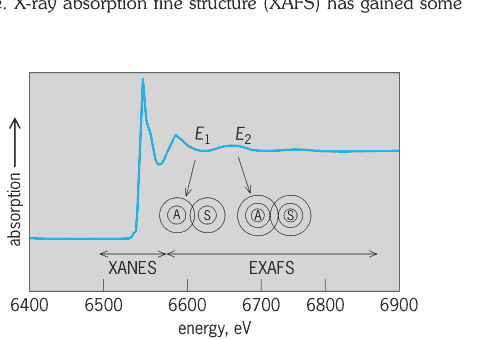 e. X-ray absorption fine structure (XAFS) has gained some
absorption
E1 E2
A S A S
XANES EXAFS
6400 6500 6600 6700 6800 6900
energy, eV